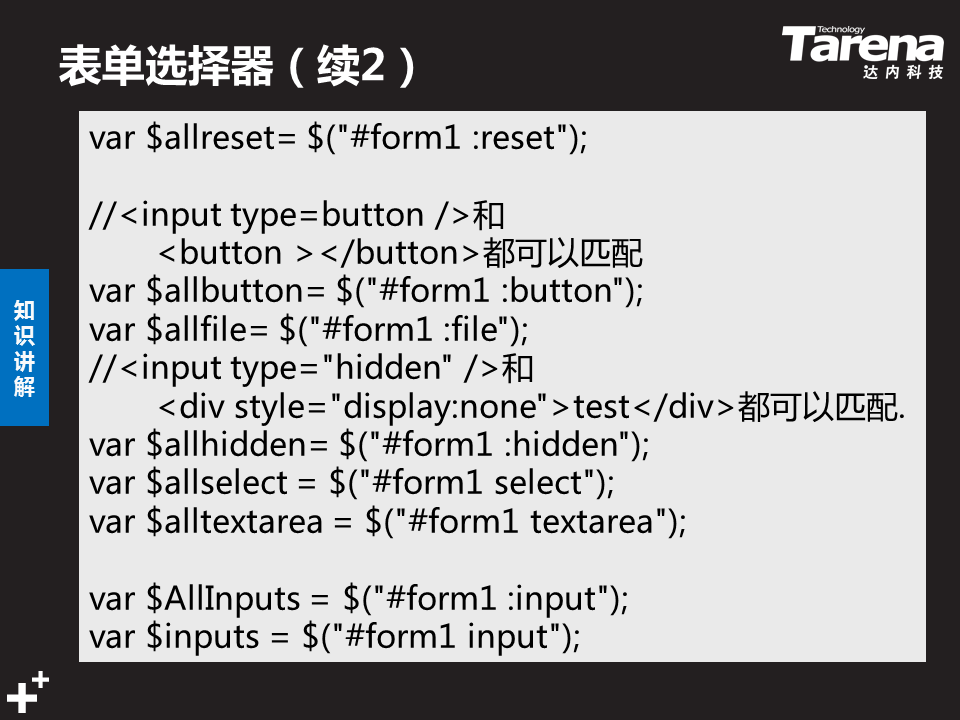 表单选择器（续2）
Technology
Tarena
达内科技
var $allreset= $("#form1 :reset");
//<input type=button />和
<button ></button>都可以匹配
var $allbutton= $("#form1 :button");
var $allfile= $("#form1 :file");
//<input type="hidden" />和
<div style="display:none">test</div>都可以匹配.
var $allhidden= $("#form1 :hidden");
var $allselect = $("#form1 select");
var $alltextarea = $("#form1 textarea");
var $AllInputs = $("#form1 :input");
var $inputs = $("#form1 input");
知
识
讲
解